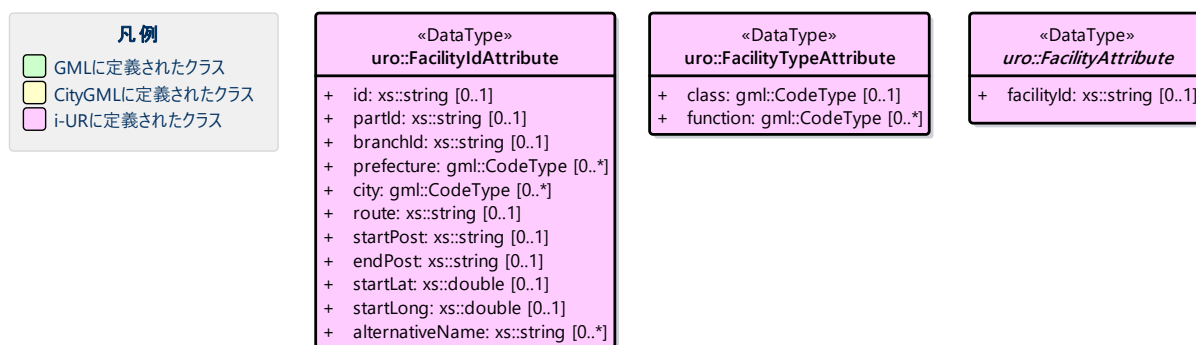 凡例
GMLに定義されたクラス
CityGMLに定義されたクラス
i-URに定義されたクラス
«DataType»
uro::FacilityIdAttribute
+ id: xs::string [0..1]
+ partId: xs::string [0..1]
+ branchId: xs::string [0..1]
+ prefecture: gml::CodeType [0..*]
+ city: gml::CodeType [0..*]
+ route: xs::string [0..1]
+ startPost: xs::string [0..1]
+ endPost: xs::string [0..1]
+ startLat: xs::double [0..1]
+ startLong: xs::double [0..1]
+ alternativeName: xs::string [0..*]
«DataType»
uro::FacilityTypeAttribute
+ class: gml::CodeType [0..1]
+ function: gml::CodeType [0..*]
«DataType»
uro::FacilityAttribute
+ facilityId: xs::string [0..1]